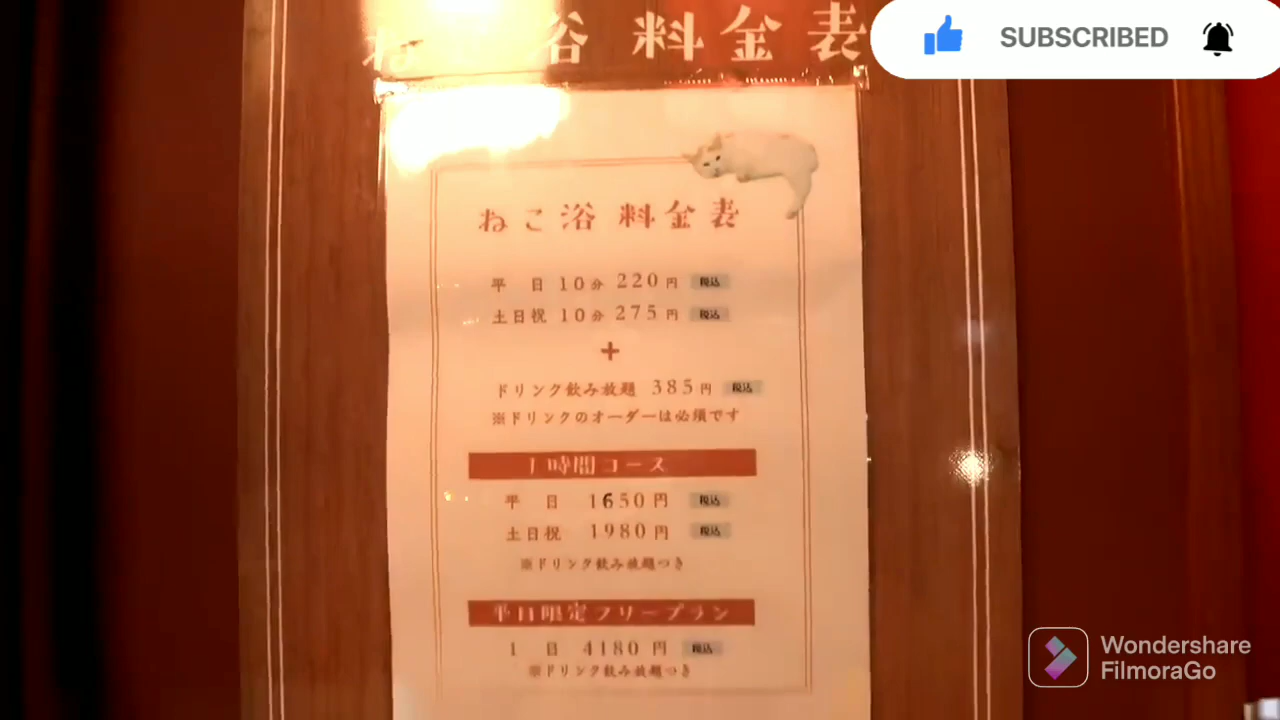 ねこ浴 料金表
SUBSCRIBED
ねこ浴 料金表
平日 10分 220円 税込
土日祝 10分 275円 税込
+
ドリンク飲み放題 385円 税込
※ドリンクのオーダーは必須です
1時間コース
平日 1650円 税込
土日祝 1980円 税込
※ドリンク飲み放題つき
平日限定フリープラン
1日 4180円 税込
※ドリンク飲み放題つき
Wondershare
FilmoraGo